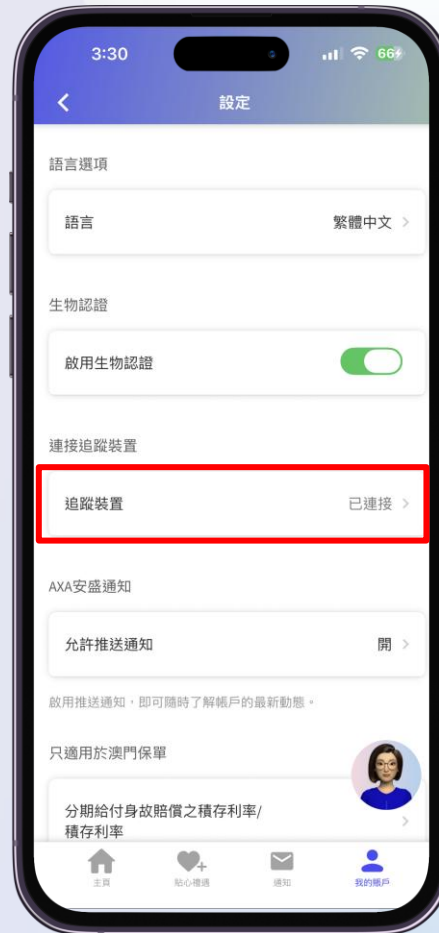 3:30
66
設定
語言選項
語言 繁體中文
生物認證
啟用生物認證
連接追蹤裝置
追蹤裝置 已連接
AXA安盛通知
允許推送通知 開
啟用推送通知，即可隨時了解帳戶的最新動態。
只適用於澳門保單
分期給付身故賠償之積存利率/
積存利率
主頁 貼心禮遇 通知 我的帳戶